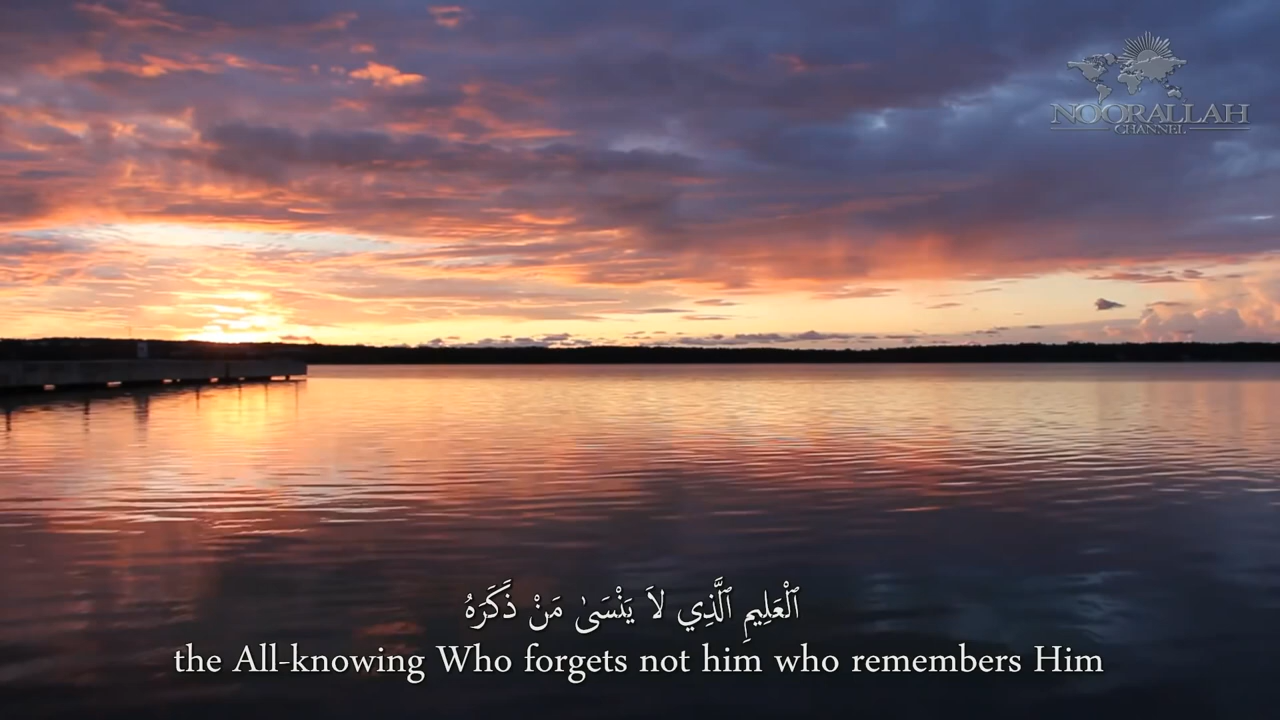 NOORALLAH
CHANNEL
ٱلْعَلِيمِ ٱلَّذِي لاَ يَنْسَىٰ مَنْ ذَكَرَهُ
the All-knowing Who forgets not him who remembers Him